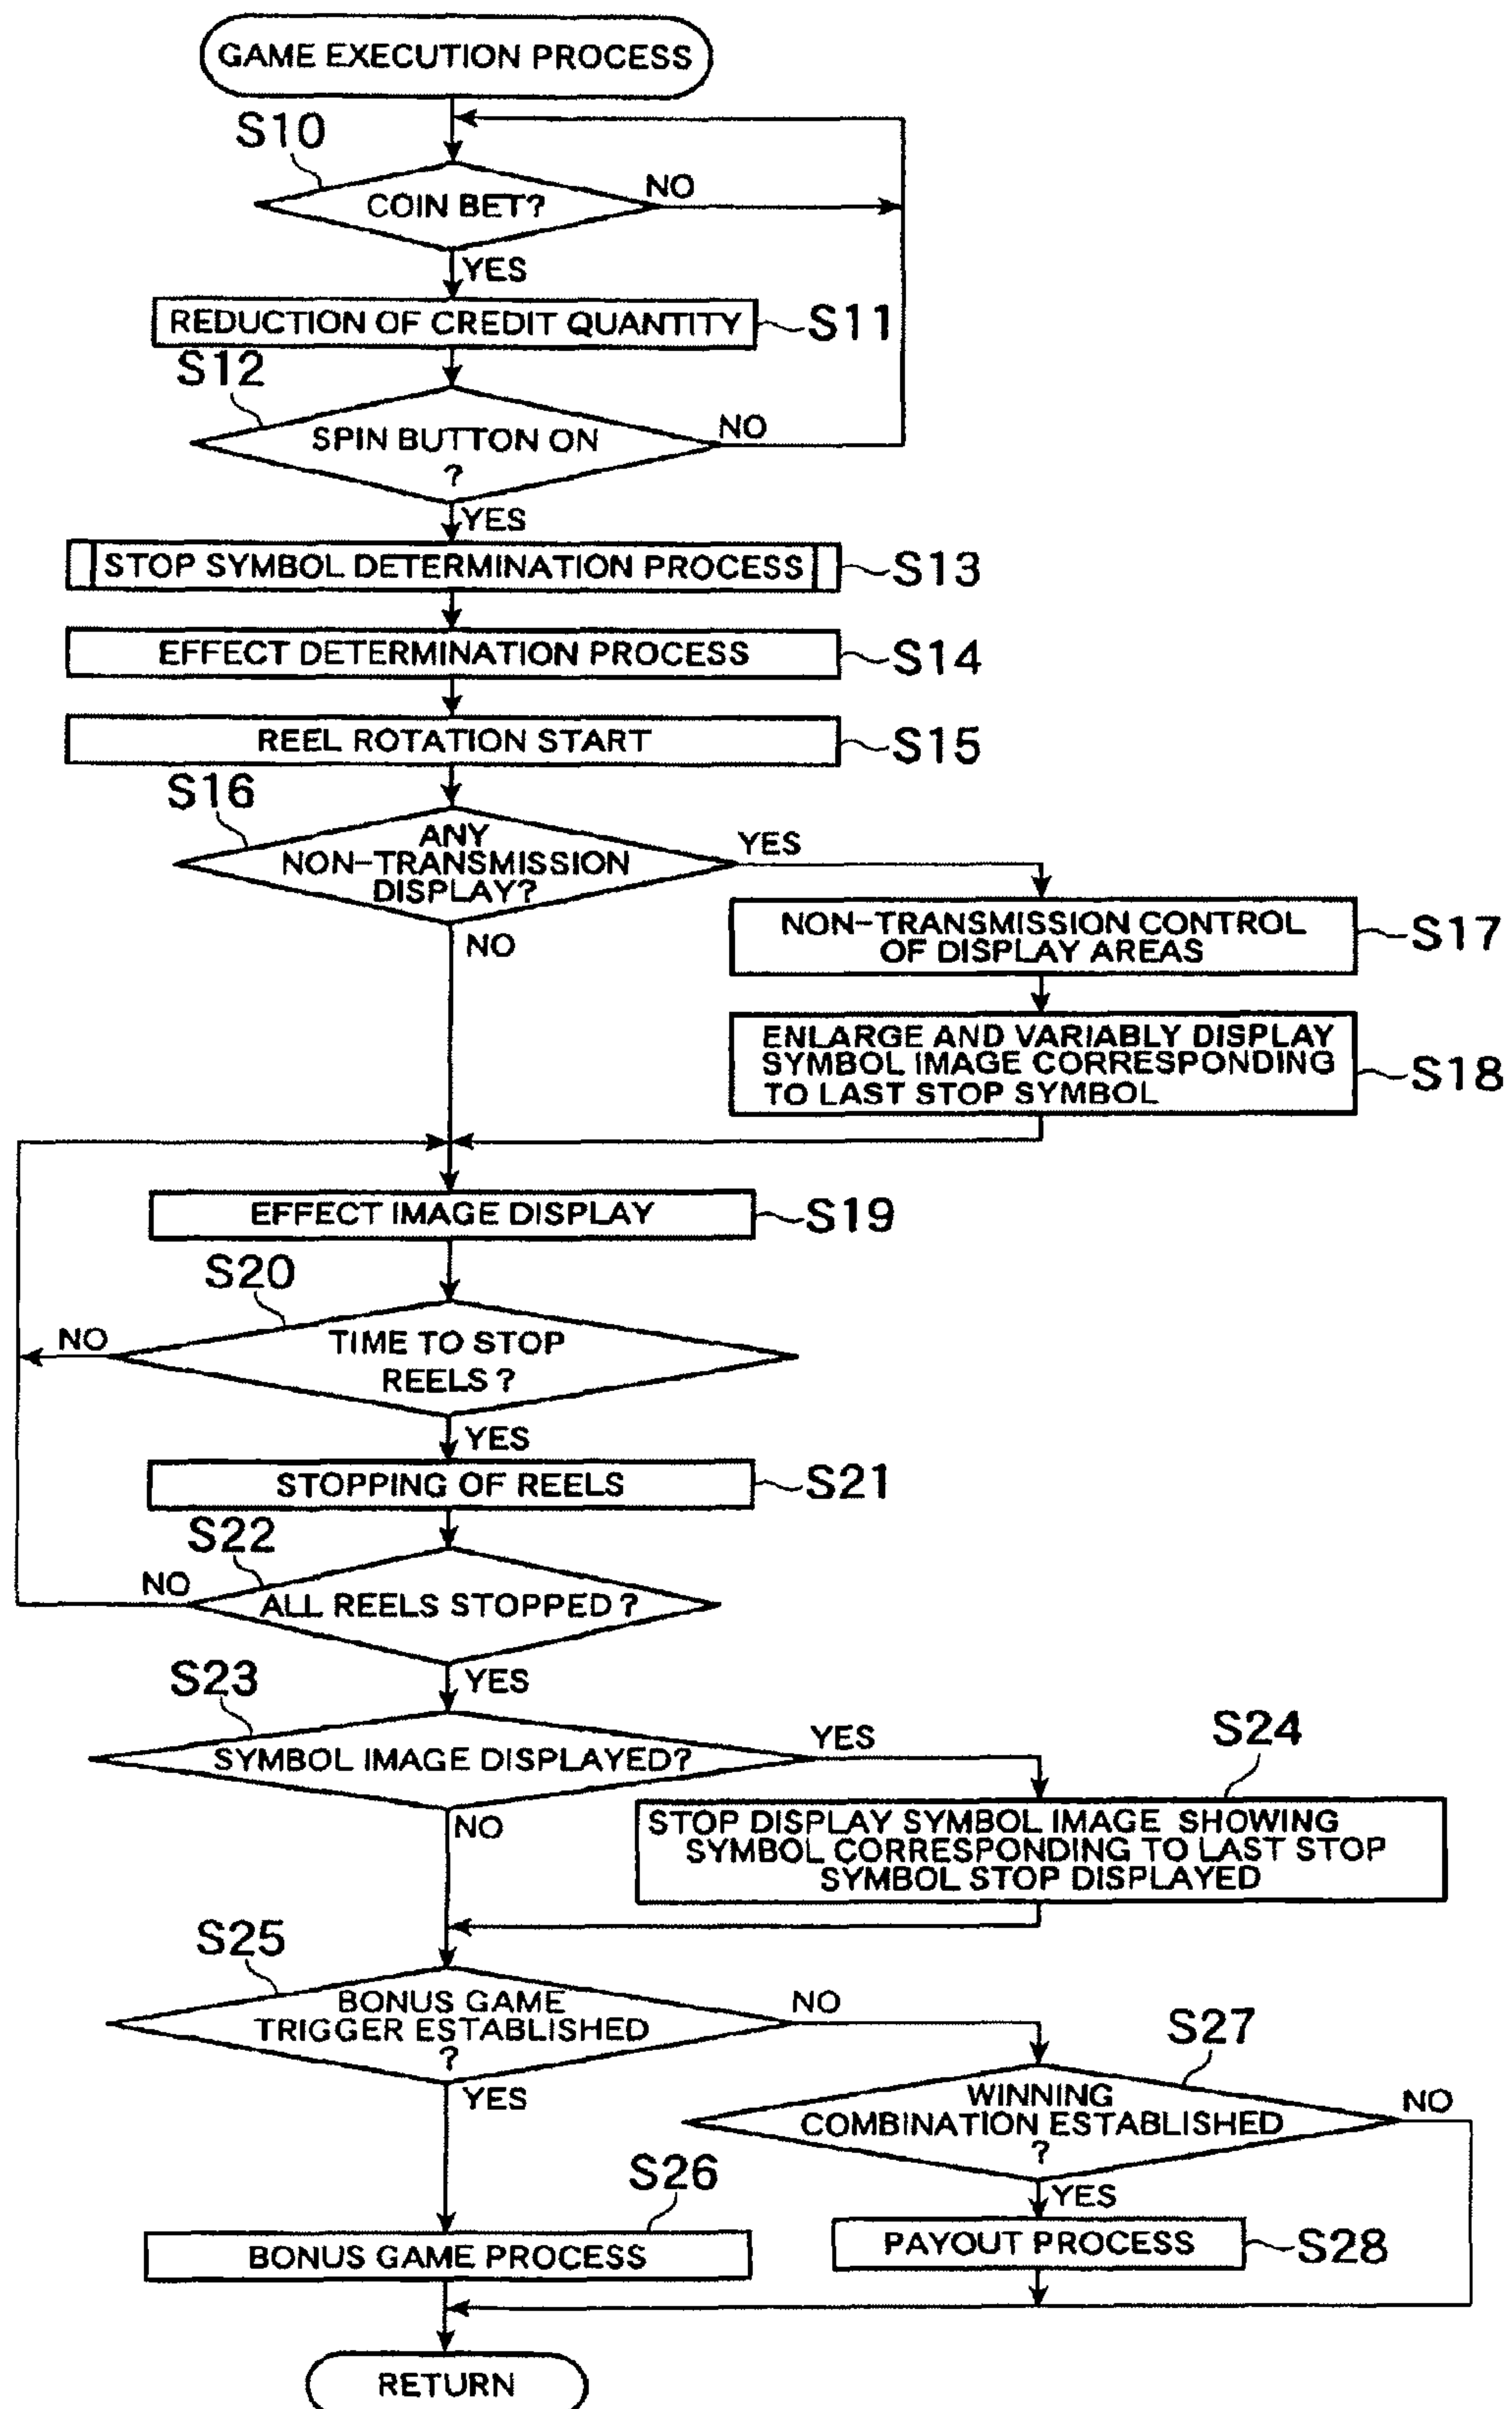 GAME EXECUTION PROCESS
S10
COIN BET?
NO
YES
REDUCTION OF CREDIT QUANTITY
S11
S12
SPIN BUTTON ON
?
NO
YES
STOP SYMBOL DETERMINATION PROCESS
S13
EFFECT DETERMINATION PROCESS
S14
REEL ROTATION START
S15
S16
ANY
NON-TRANSMISSION
DISPLAY?
YES
NO
NON-TRANSMISSION CONTROL
OF DISPLAY AREAS
S17
ENLARGE AND VARIABLY DISPLAY
SYMBOL IMAGE CORRESPONDING
TO LAST STOP SYMBOL
S18
EFFECT IMAGE DISPLAY
S19
S20
TIME TO STOP
REELS?
NO
YES
STOPPING OF REELS
S21
S22
ALL REELS STOPPED?
NO
YES
S23
SYMBOL IMAGE DISPLAYED?
YES
NO
S24
STOP DISPLAY SYMBOL IMAGE SHOWING
SYMBOL CORRESPONDING TO LAST STOP
SYMBOL STOP DISPLAYED
S25
BONUS GAME
TRIGGER ESTABLISHED
?
NO
YES
S27
WINNING
COMBINATION ESTABLISHED
?
NO
YES
S26
BONUS GAME PROCESS
PAYOUT PROCESS
S28
RETURN